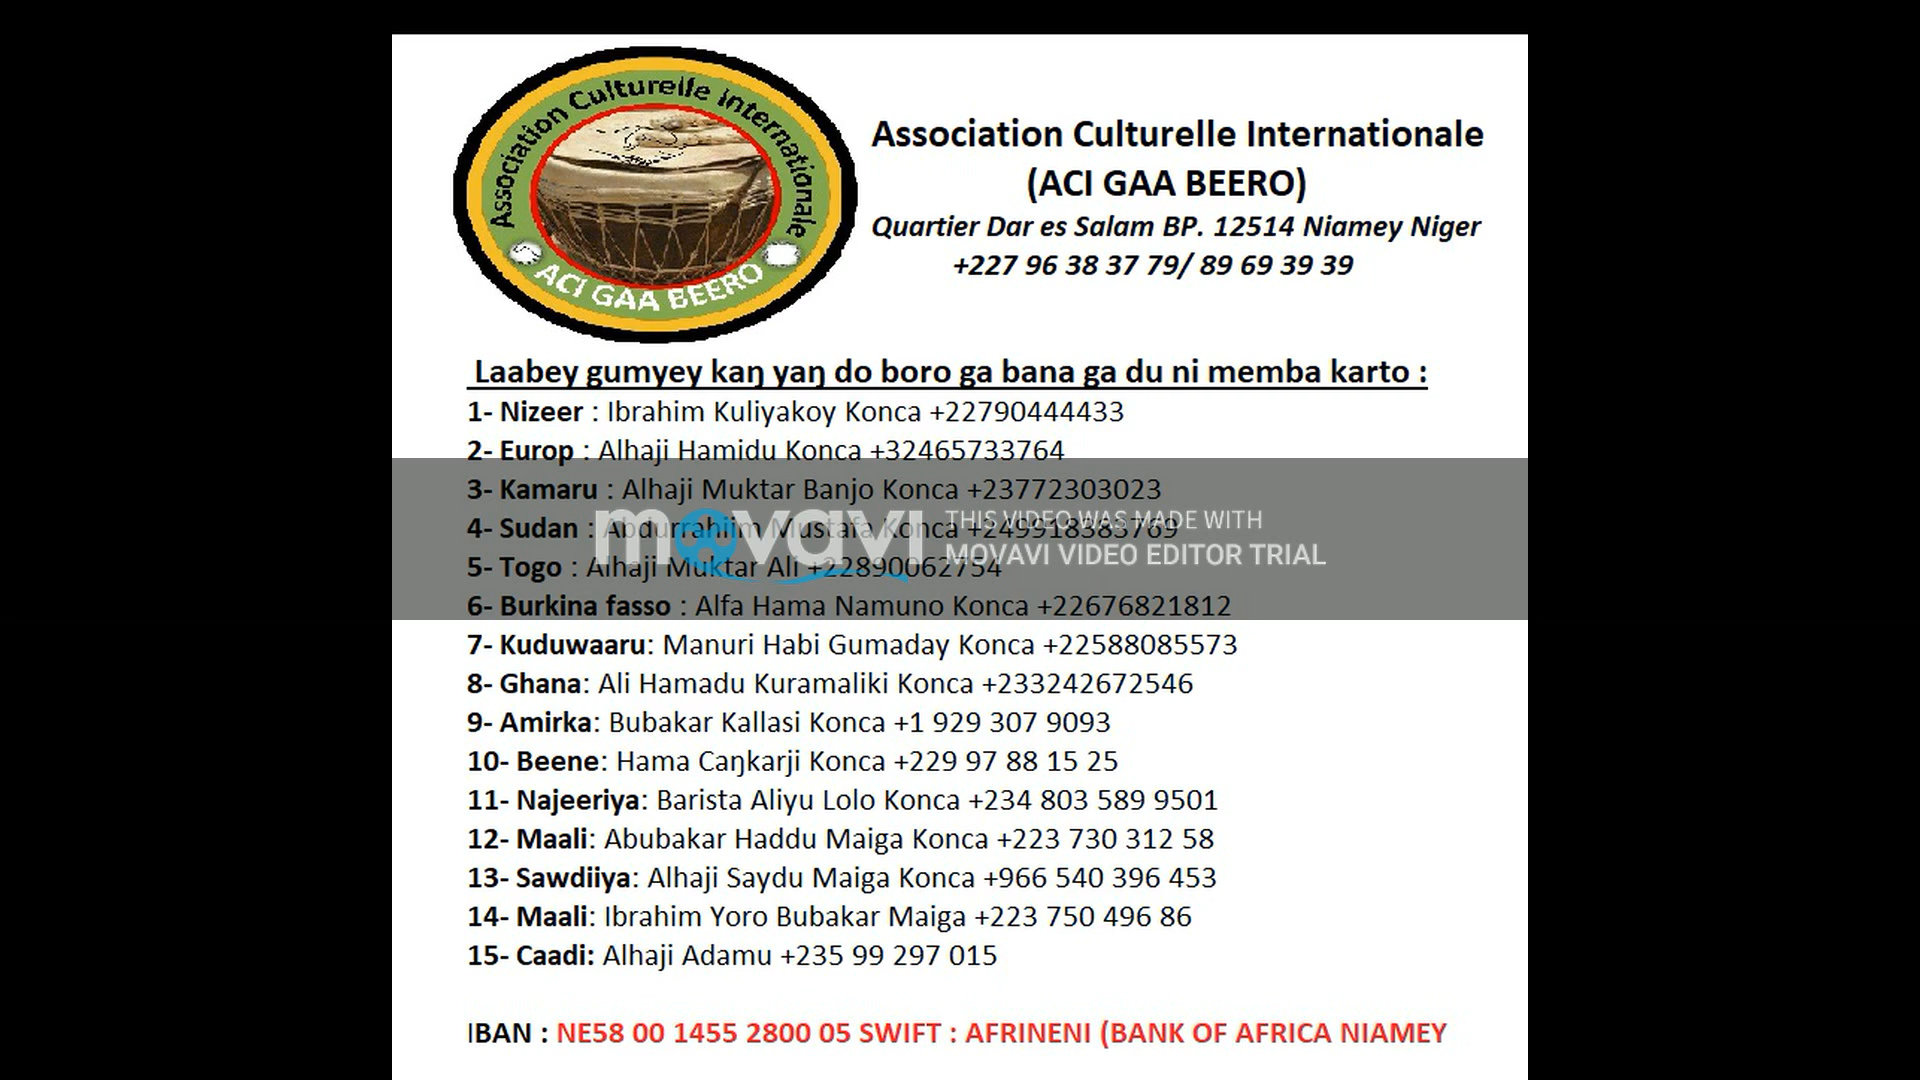 Association Culturelle Internationale
ACI GAA BEERO
Association Culturelle Internationale
(ACI GAA BEERO)
Quartier Dar es Salam BP. 12514 Niamey Niger
+227 96 38 37 79/ 89 69 39 39
Laabey gumyey kaŋ yaŋ do boro ga bana ga du ni memba karto :
1- Nizeer : Ibrahim Kuliyakoy Konca +22790444433
2- Europ : Alhaji Hamidu Konca +32465733764
3- Kamaru : Alhaji Muktar Banjo Konca +23772303023
4- Sudan : Abdurrahiim Mustafa Konca +249918383769
5- Togo : Alhaji Muktar Ali +22890062754
movavi
THIS VIDEO WAS MADE WITH
MOVAVI VIDEO EDITOR TRIAL
6- Burkina fasso : Alfa Hama Namuno Konca +22676821812
7- Kuduwaaru: Manuri Habi Gumaday Konca +22588085573
8- Ghana: Ali Hamadu Kuramaliki Konca +233242672546
9- Amirka: Bubakar Kallasi Konca +1 929 307 9093
10- Beene: Hama Caŋkarji Konca +229 97 88 15 25
11- Najeeriya: Barista Aliyu Lolo Konca +234 803 589 9501
12- Maali: Abubakar Haddu Maiga Konca +223 730 312 58
13- Sawdiiya: Alhaji Saydu Maiga Konca +966 540 396 453
14- Maali: Ibrahim Yoro Bubakar Maiga +223 750 496 86
15- Caadi: Alhaji Adamu +235 99 297 015
IBAN : NE58 00 1455 2800 05 SWIFT : AFRINENI (BANK OF AFRICA NIAMEY